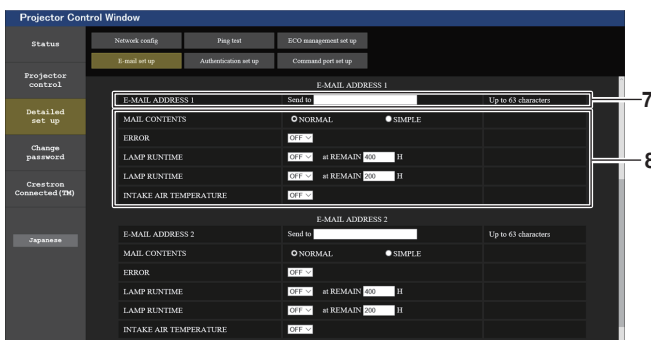 Projector Control Window
Status
Network config Ping test ECO management set up
E-mail set up Authentication set up Command port set up
Projector
control
Detailed
set up
Change
password
Crestron
Connected(TM)
Japanese
E-MAIL ADDRESS 1
E-MAIL ADDRESS 1 Send to Up to 63 characters
7
MAIL CONTENTS NORMAL SIMPLE
ERROR OFF
LAMP RUNTIME OFF at REMAIN 400 H
8
LAMP RUNTIME OFF at REMAIN 200 H
INTAKE AIR TEMPERATURE OFF
E-MAIL ADDRESS 2
E-MAIL ADDRESS 2 Send to Up to 63 characters
MAIL CONTENTS NORMAL SIMPLE
ERROR OFF
LAMP RUNTIME OFF at REMAIN 400 H
LAMP RUNTIME OFF at REMAIN 200 H
INTAKE AIR TEMPERATURE OFF